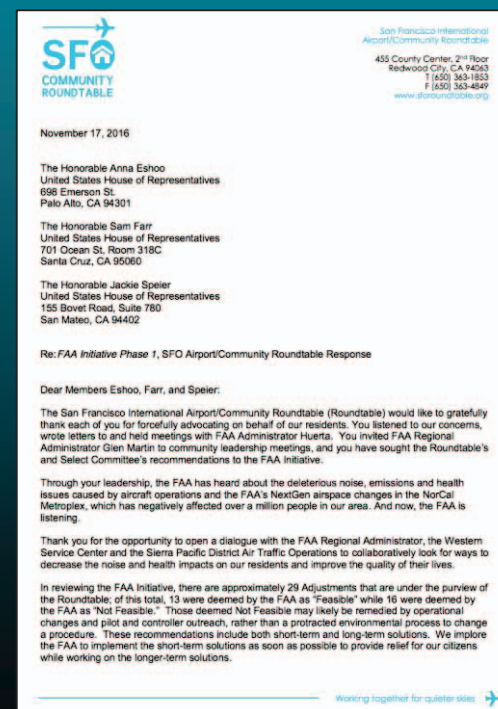 SFO
COMMUNITY
ROUNDTABLE
San Francisco International
Airport/Community Roundtable
455 County Center, 2nd Floor
Redwood City, CA 94063
T (650) 363-1853
F (650) 363-4849
www.sforoundtable.org
November 17, 2016
The Honorable Anna Eshoo
United States House of Representatives
698 Emerson St.
Palo Alto, CA 94301
The Honorable Sam Farr
United States House of Representatives
701 Ocean St, Room 318C
Santa Cruz, CA 95060
The Honorable Jackie Speier
United States House of Representatives
155 Bovet Road, Suite 780
San Mateo, CA 94402
Re: FAA Initiative Phase 1, SFO Airport/Community Roundtable Response
Dear Members Eshoo, Farr, and Speier:
The San Francisco International Airport/Community Roundtable (Roundtable) would like to gratefully
thank each of you for forcefully advocating on behalf of our residents. You listened to our concerns,
wrote letters to and held meetings with FAA Administrator Huerta. You invited FAA Regional
Administrator Glen Martin to community leadership meetings, and you have sought the Roundtable's
and Select Committee's recommendations to the FAA Initiative.
Through your leadership, the FAA has heard about the deleterious noise, emissions and health
issues caused by aircraft operations and the FAA's NextGen airspace changes in the NorCal
Metroplex, which has negatively affected over a million people in our area. And now, the FAA is
listening.
Thank you for the opportunity to open a dialogue with the FAA Regional Administrator, the Western
Service Center and the Sierra Pacific District Air Traffic Operations to collaboratively look for ways to
decrease the noise and health impacts on our residents and improve the quality of their lives.
In reviewing the FAA Initiative, there are approximately 29 Adjustments that are under the purview of
the Roundtable; of this total, 13 were deemed by the FAA as "Feasible" while 16 were deemed by
the FAA as "Not Feasible." Those deemed Not Feasible may likely be remedied by operational
changes and pilot and controller outreach, rather than a protracted environmental process to change
a procedure. These recommendations include both short-term and long-term solutions. We implore
the FAA to implement the short-term solutions as soon as possible to provide relief for our citizens
while working on the longer-term solutions.
Working together for quieter skies